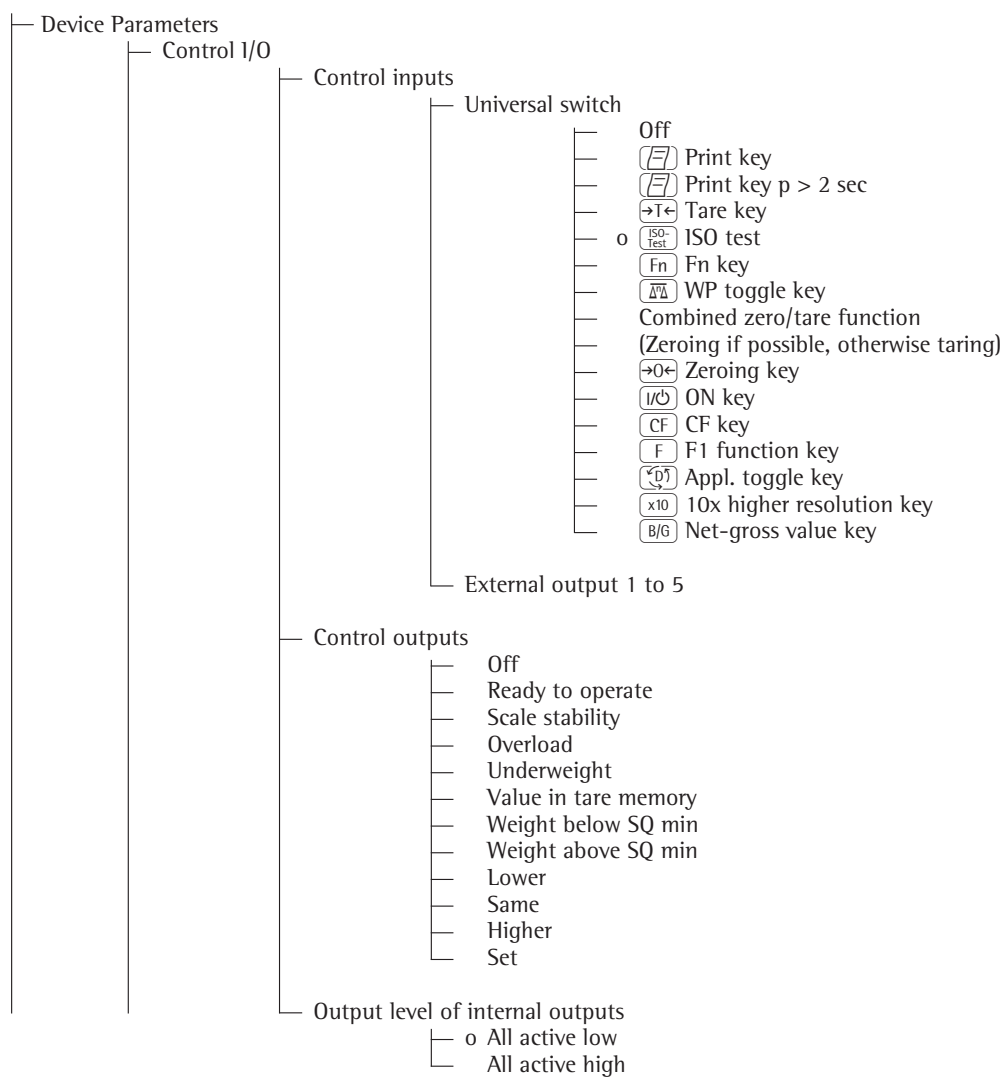 Device Parameters
Control I/O
Control inputs
Universal switch
Off
Print key
Print key p > 2 sec
→T← Tare key
o ISO-Test ISO test
Fn Fn key
WP toggle key
Combined zero/tare function
(Zeroing if possible, otherwise taring)
→0← Zeroing key
I/⏻ ON key
CF CF key
F F1 function key
D Appl. toggle key
x10 10x higher resolution key
B/G Net-gross value key
External output 1 to 5
Control outputs
Off
Ready to operate
Scale stability
Overload
Underweight
Value in tare memory
Weight below SQ min
Weight above SQ min
Lower
Same
Higher
Set
Output level of internal outputs
o All active low
All active high